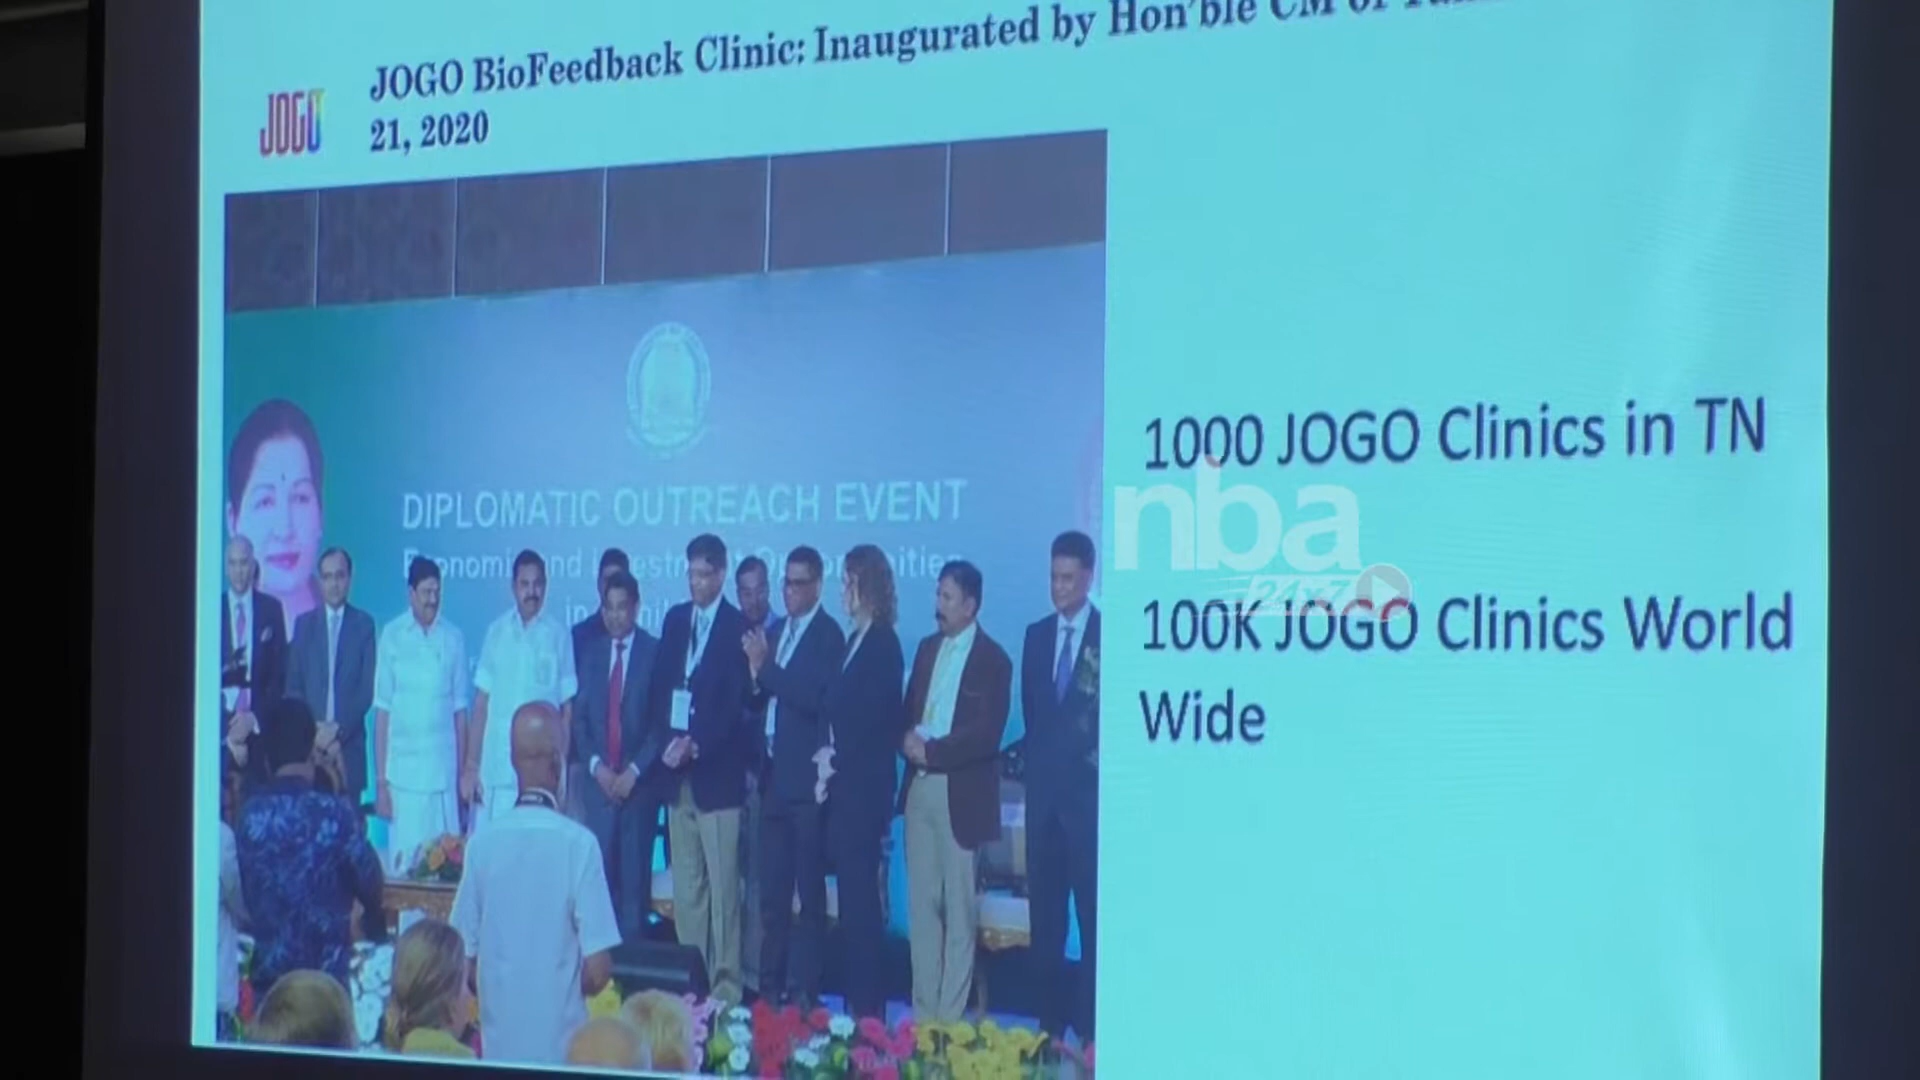 JOGO BioFeedback Clinic: Inaugurated by Hon'ble CM of
21, 2020
JOGO
DIPLOMATIC OUTREACH EVENT
1000 JOGO Clinics in TN
nba
24x7
100K JOGO Clinics World
Wide